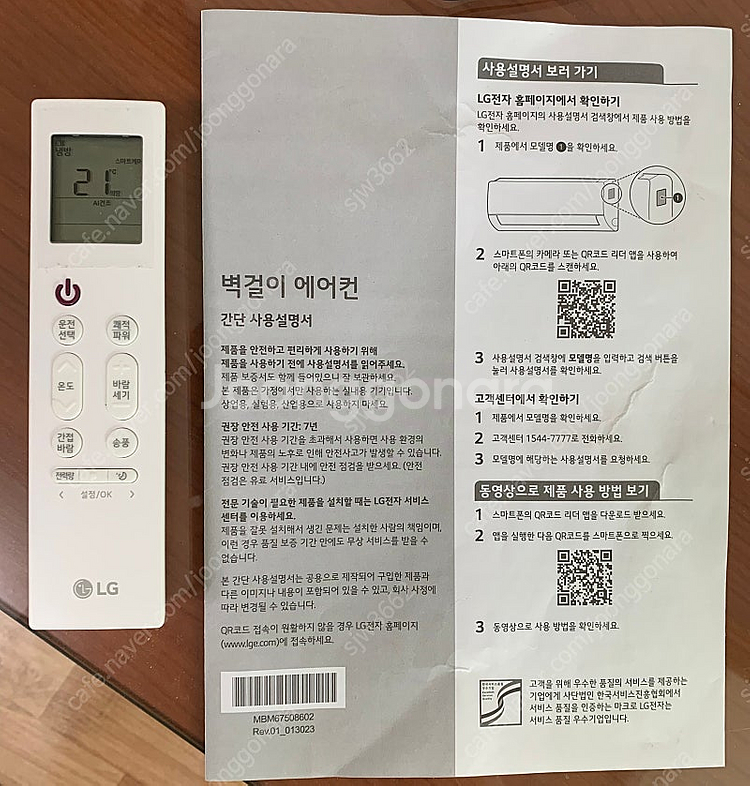 냉방
스마트케어
21
°C
희망
AI건조
운전
선택
쾌적
파워
온도
바람
세기
간접
바람
송풍
전력량
설정/OK
LG
벽걸이 에어컨
간단 사용설명서
제품을 안전하고 편리하게 사용하기 위해
제품을 사용하기 전에 사용설명서를 읽어주세요.
제품 보증서도 함께 들어있으니 잘 보관하세요.
본 제품은 가정에서만 사용하는 실내용 기기입니다.
상업용, 실험용, 산업용으로 사용하지 마세요.
권장 안전 사용 기간: 7년
권장 안전 사용 기간을 초과해서 사용하면 사용 환경의
변화나 제품의 노후로 인해 안전사고가 발생할 수 있습니다.
권장 안전 사용 기간 내에 안전 점검을 받으세요. (안전
점검은 유료 서비스입니다.)
전문 기술이 필요한 제품을 설치할 때는 LG전자 서비스
센터를 이용하세요.
제품을 잘못 설치해서 생긴 문제는 설치한 사람의 책임이며,
이런 경우 품질 보증 기간 안에도 무상 서비스를 받을 수
없습니다.
본 간단 사용설명서는 공용으로 제작되어 구입한 제품과
다른 이미지나 내용이 포함되어 있을 수 있고, 회사 사정에
따라 변경될 수 있습니다.
QR코드 접속이 원활하지 않을 경우 LG전자 홈페이지
(www.lge.com)에 접속하세요.
MBM67508602
Rev.01_013023
사용설명서 보러 가기
LG전자 홈페이지에서 확인하기
LG전자 홈페이지의 사용설명서 검색창에서 제품 사용 방법을
확인하세요.
1 제품에서 모델명 ❶을 확인하세요.
❶
2 스마트폰의 카메라 또는 QR코드 리더 앱을 사용하여
아래의 QR코드를 스캔하세요.
3 사용설명서 검색창에 모델명을 입력하고 검색 버튼을
눌러 사용설명서를 확인하세요.
고객센터에서 확인하기
1 제품에서 모델명을 확인하세요.
2 고객센터 1544-7777로 전화하세요.
3 모델명에 해당하는 사용설명서를 요청하세요.
동영상으로 제품 사용 방법 보기
1 스마트폰의 QR코드 리더 앱을 다운로드 받으세요.
2 앱을 실행한 다음 QR코드를 스마트폰으로 찍으세요.
3 동영상으로 사용 방법을 확인하세요.
고객을 위해 우수한 품질의 서비스를 제공하는
기업에게 사단법인 한국서비스진흥협회에서
서비스 품질을 인증하는 마크로 LG전자는
서비스 품질 우수기업입니다.
Joonggonara
cafe.naver.com/joonggonara
sjw3662